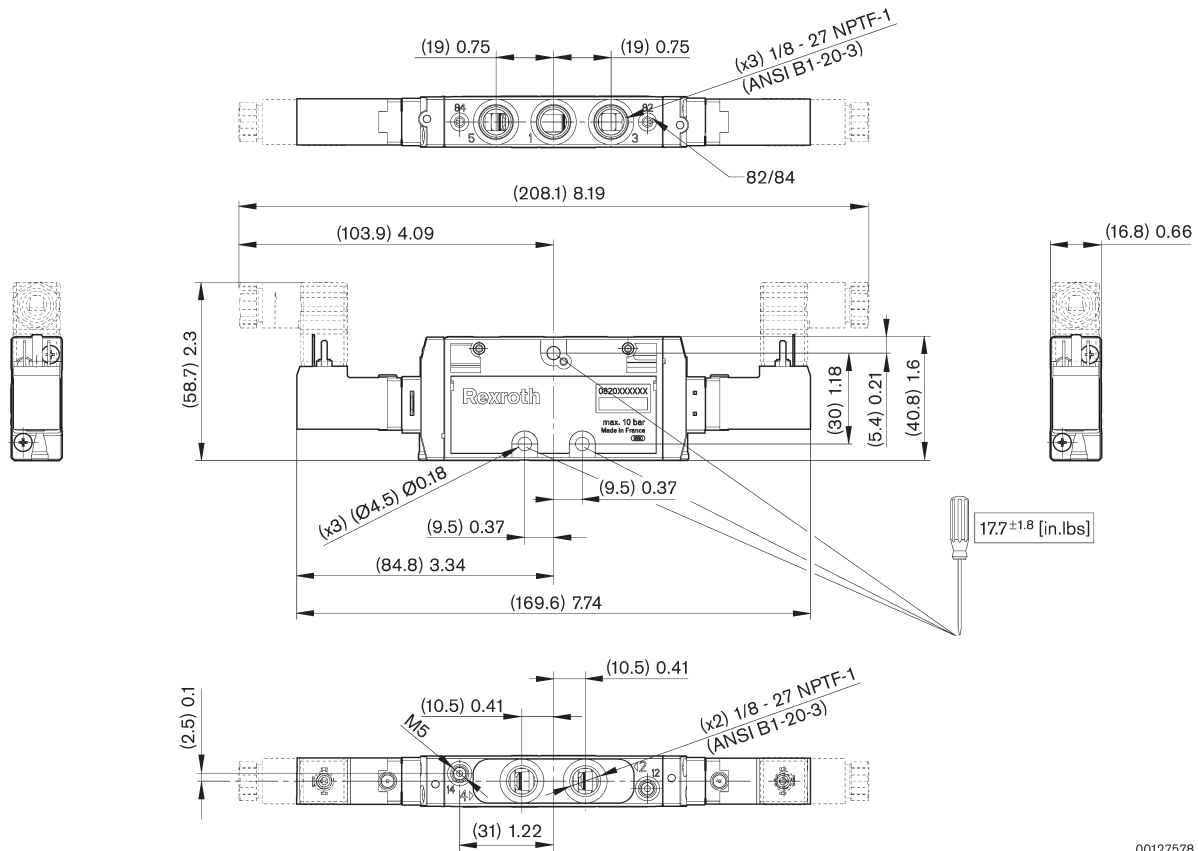 (19) 0.75
(19) 0.75
(x3) 1/8 - 27 NPTF-1
(ANSI B1-20-3)
84
82
5
1
3
82/84
(208.1) 8.19
(103.9) 4.09
(16.8) 0.66
(58.7) 2.3
Rexroth
0820XXXXXX
max. 10 bar
Made in France
(30) 1.18
(5.4) 0.21
(40.8) 1.6
(x3) (Ø4.5) Ø0.18
(9.5) 0.37
(9.5) 0.37
17.7±1.8 [in.lbs]
(84.8) 3.34
(169.6) 7.74
(10.5) 0.41
(10.5) 0.41
(x2) 1/8 - 27 NPTF-1
(ANSI B1-20-3)
(2.5) 0.1
M5
14
4
2
12
(31) 1.22
00127578